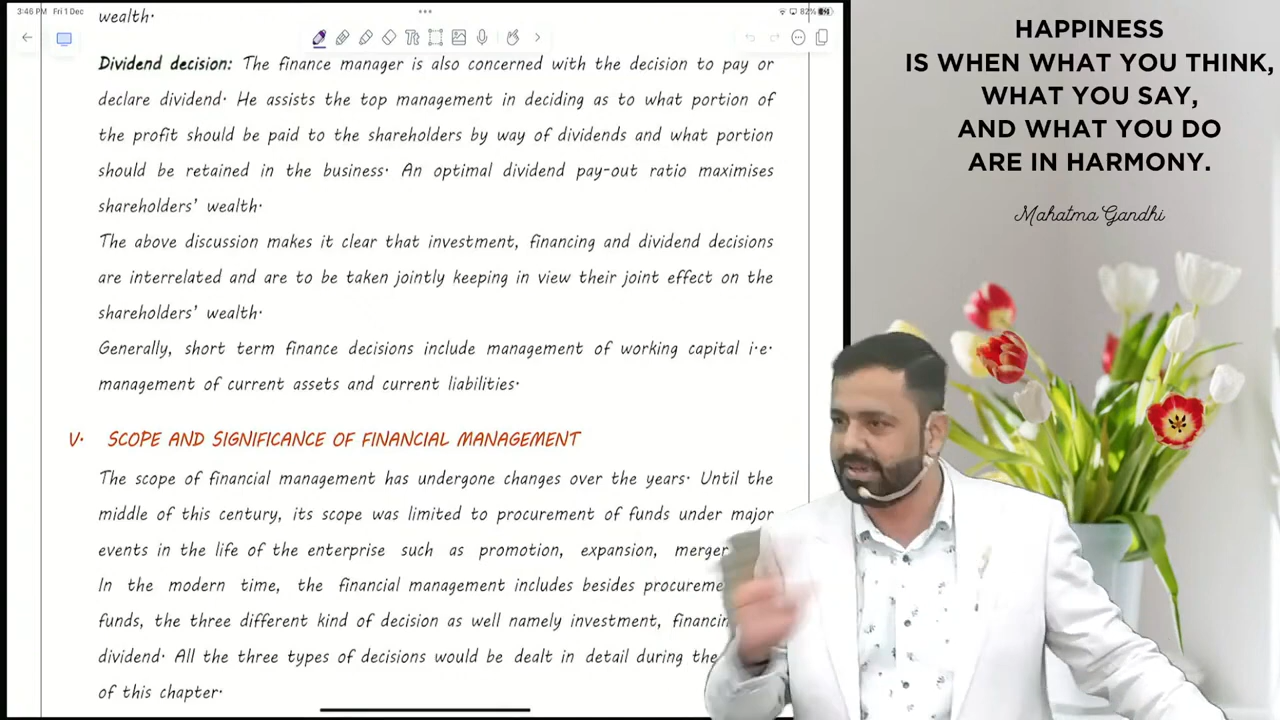 3:46 PM Fri 1 Dec
82%
wealth.
Dividend decision: The finance manager is also concerned with the decision to pay or
declare dividend. He assists the top management in deciding as to what portion of
the profit should be paid to the shareholders by way of dividends and what portion
should be retained in the business. An optimal dividend pay-out ratio maximises
shareholders' wealth.
The above discussion makes it clear that investment, financing and dividend decisions
are interrelated and are to be taken jointly keeping in view their joint effect on the
shareholders' wealth.
Generally, short term finance decisions include management of working capital i.e.
management of current assets and current liabilities.
V. SCOPE AND SIGNIFICANCE OF FINANCIAL MANAGEMENT
The scope of financial management has undergone changes over the years. Until the
middle of this century, its scope was limited to procurement of funds under major
events in the life of the enterprise such as promotion, expansion, merger
In the modern time, the financial management includes besides procureme
funds, the three different kind of decision as well namely investment, financin
dividend. All the three types of decisions would be dealt in detail during the
of this chapter.
HAPPINESS
IS WHEN WHAT YOU THINK,
WHAT YOU SAY,
AND WHAT YOU DO
ARE IN HARMONY.
Mahatma Gandhi